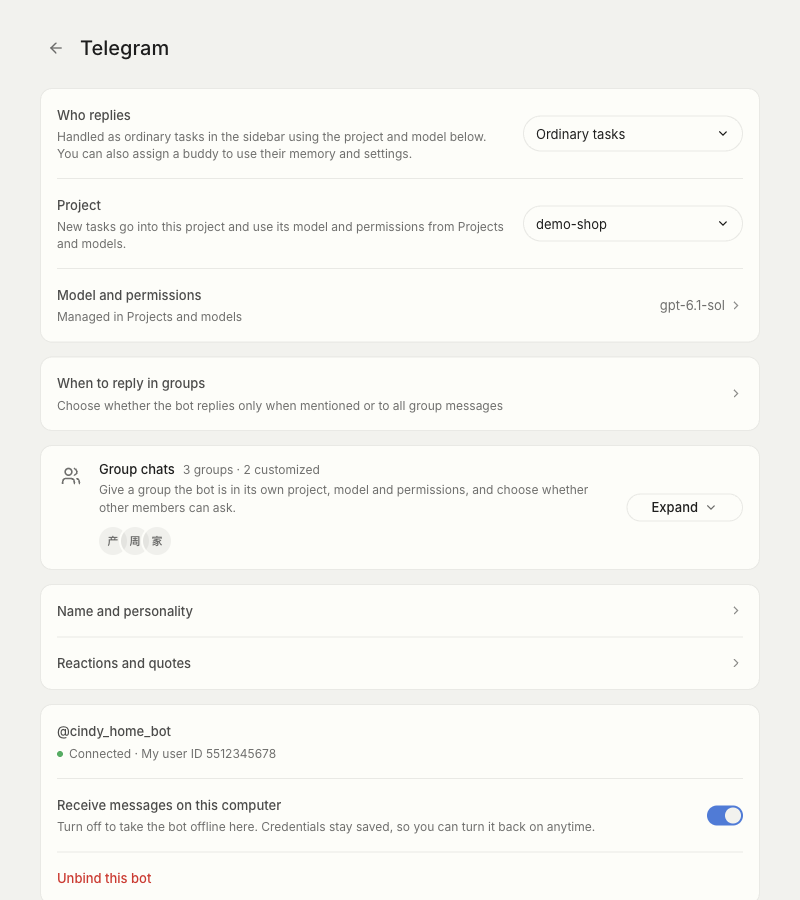 Telegram
Who replies
Handled as ordinary tasks in the sidebar using the project and model below.
You can also assign a buddy to use their memory and settings.
Ordinary tasks
Project
New tasks go into this project and use its model and permissions from Projects
and models.
demo-shop
Model and permissions
Managed in Projects and models
gpt-6.1-sol
When to reply in groups
Choose whether the bot replies only when mentioned or to all group messages
Group chats 3 groups · 2 customized
Give a group the bot is in its own project, model and permissions, and choose whether
other members can ask.
Expand
产 周 家
Name and personality
Reactions and quotes
@cindy_home_bot
Connected · My user ID 5512345678
Receive messages on this computer
Turn off to take the bot offline here. Credentials stay saved, so you can turn it back on anytime.
Unbind this bot